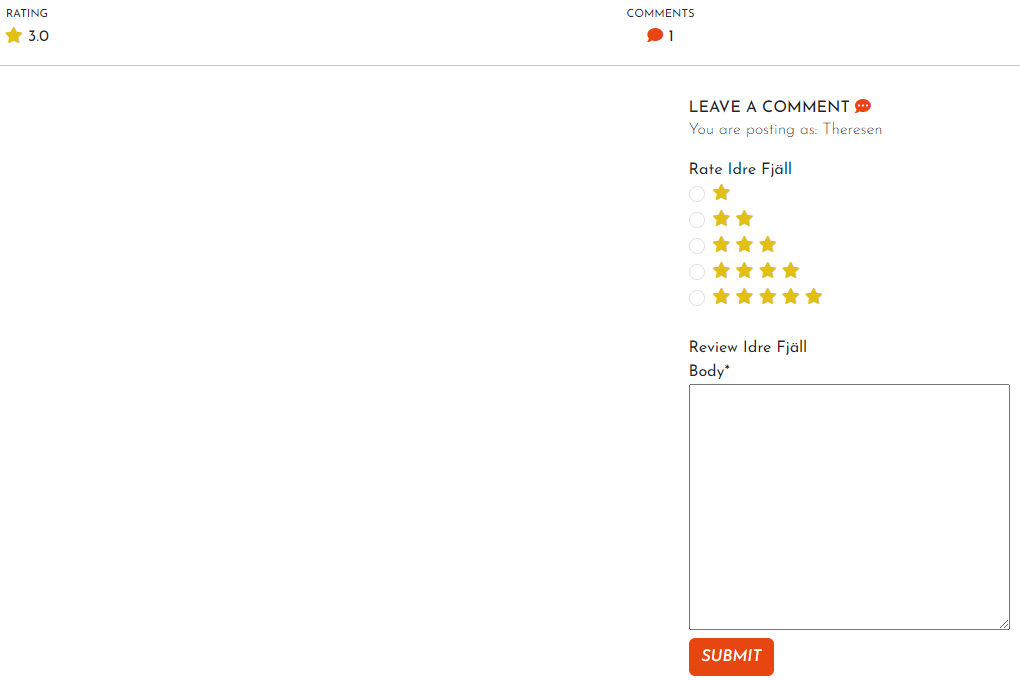 RATING
3.0
COMMENTS
1
LEAVE A COMMENT
You are posting as: Theresen
Rate Idre Fjäll
Review Idre Fjäll
Body*
SUBMIT